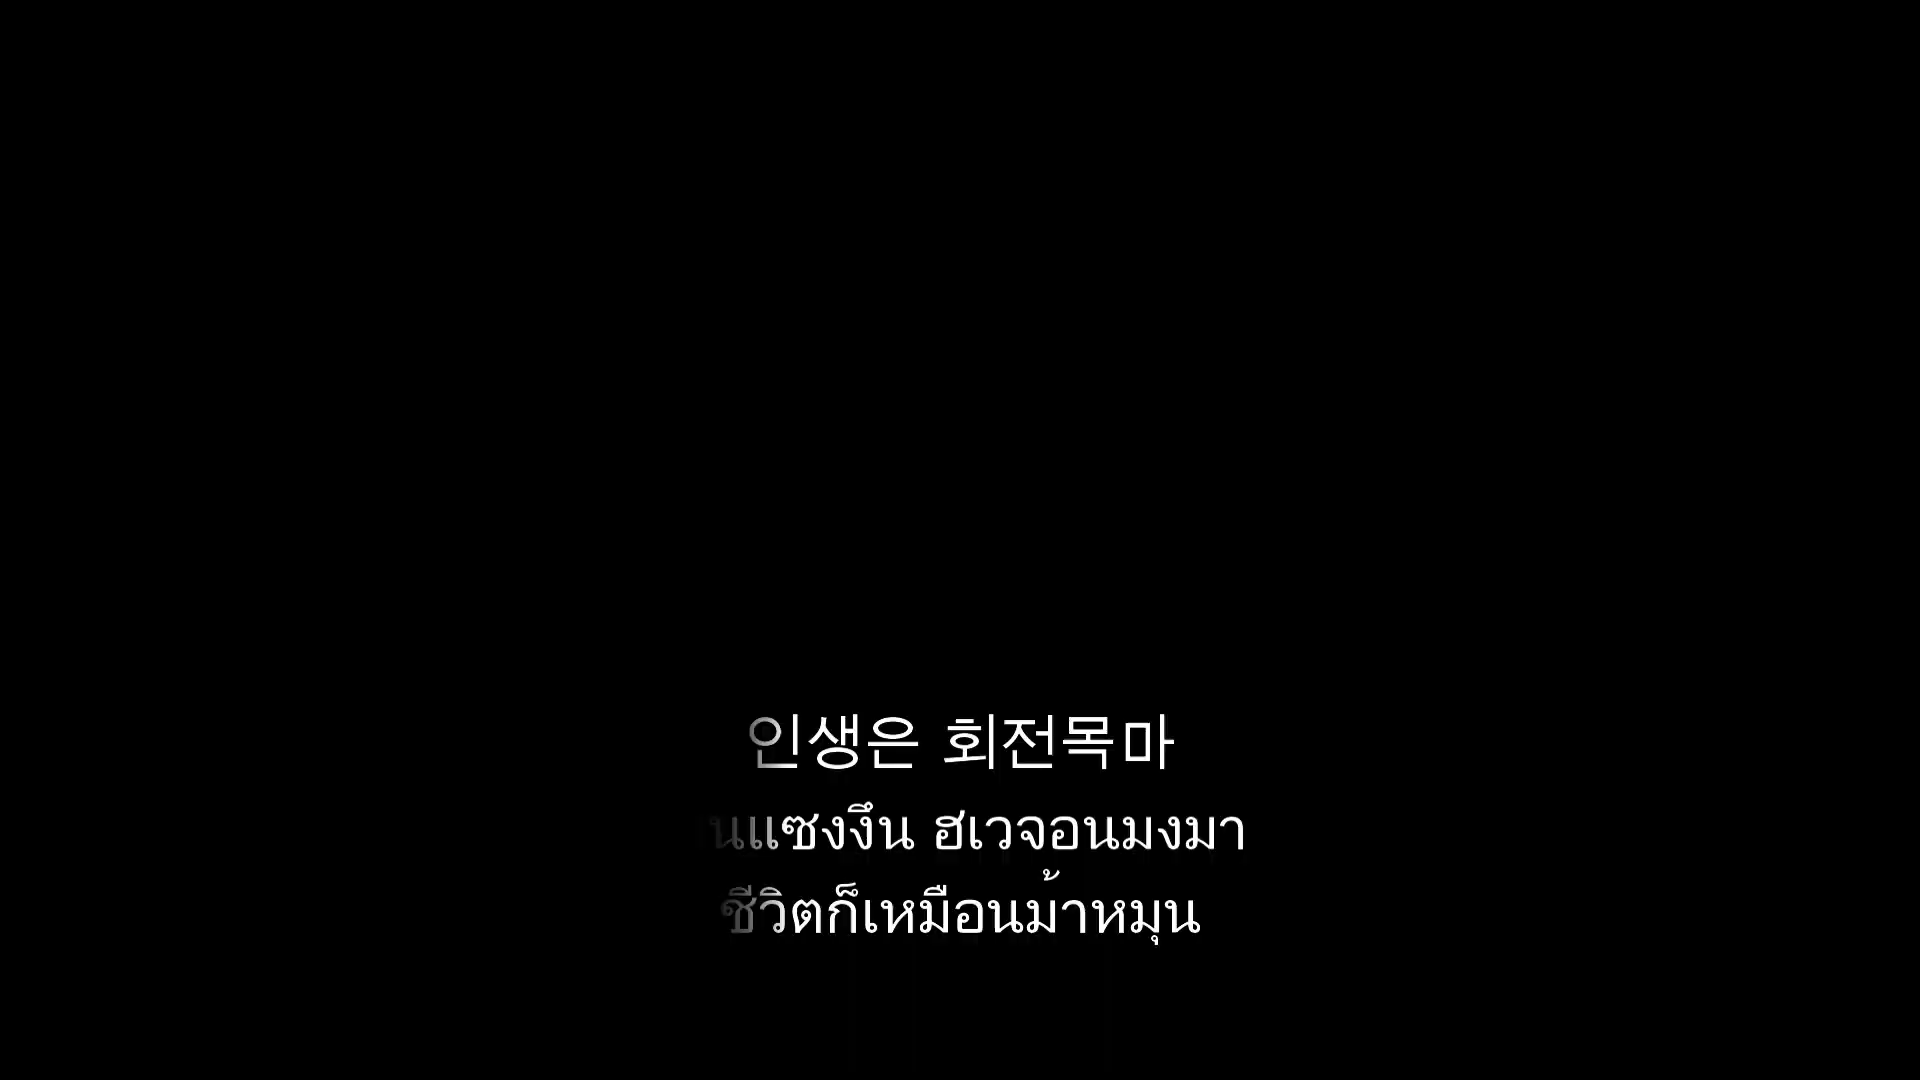 인생은 회전목마
นแซงงึน ฮเวจอนมงมา
ชีวิตก็เหมือนม้าหมุน